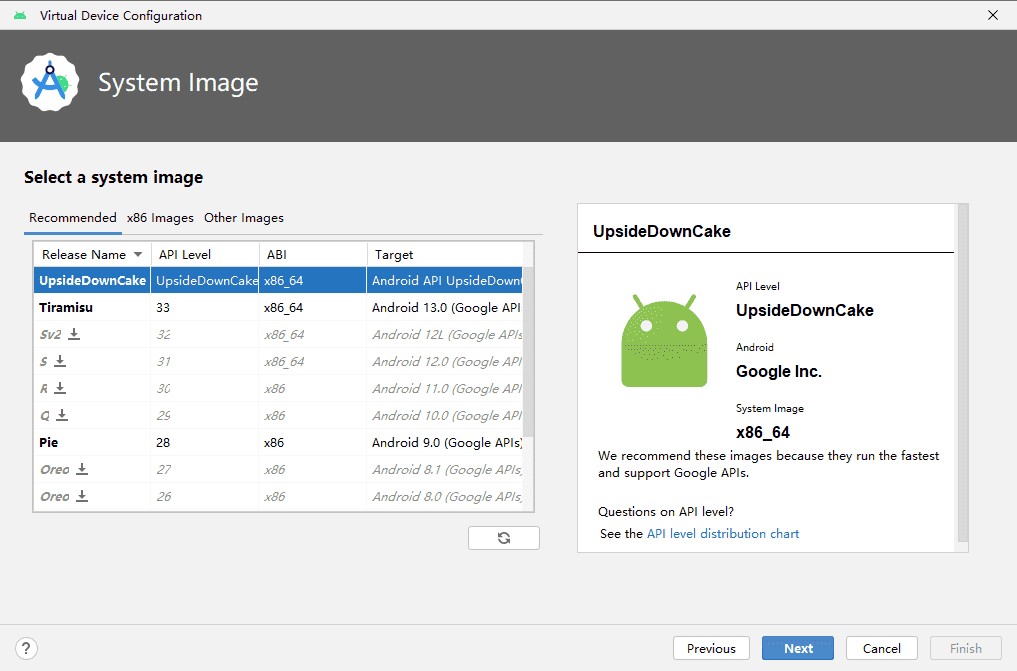 Virtual Device Configuration
System Image
Select a system image
Recommended x86 Images Other Images
Release Name API Level ABI Target
UpsideDownCake UpsideDownCake x86_64 Android API UpsideDown
Tiramisu 33 x86_64 Android 13.0 (Google API
Sv2 32 x86_64 Android 12L (Google APIs
S 31 x86_64 Android 12.0 (Google API
R 30 x86 Android 11.0 (Google API
Q 29 x86 Android 10.0 (Google API
Pie 28 x86 Android 9.0 (Google APIs)
Oreo 27 x86 Android 8.1 (Google APIs)
Oreo 26 x86 Android 8.0 (Google APIs)
UpsideDownCake
API Level
UpsideDownCake
Android
Google Inc.
System Image
x86_64
We recommend these images because they run the fastest
and support Google APIs.
Questions on API level?
See the API level distribution chart
?
Previous Next Cancel Finish